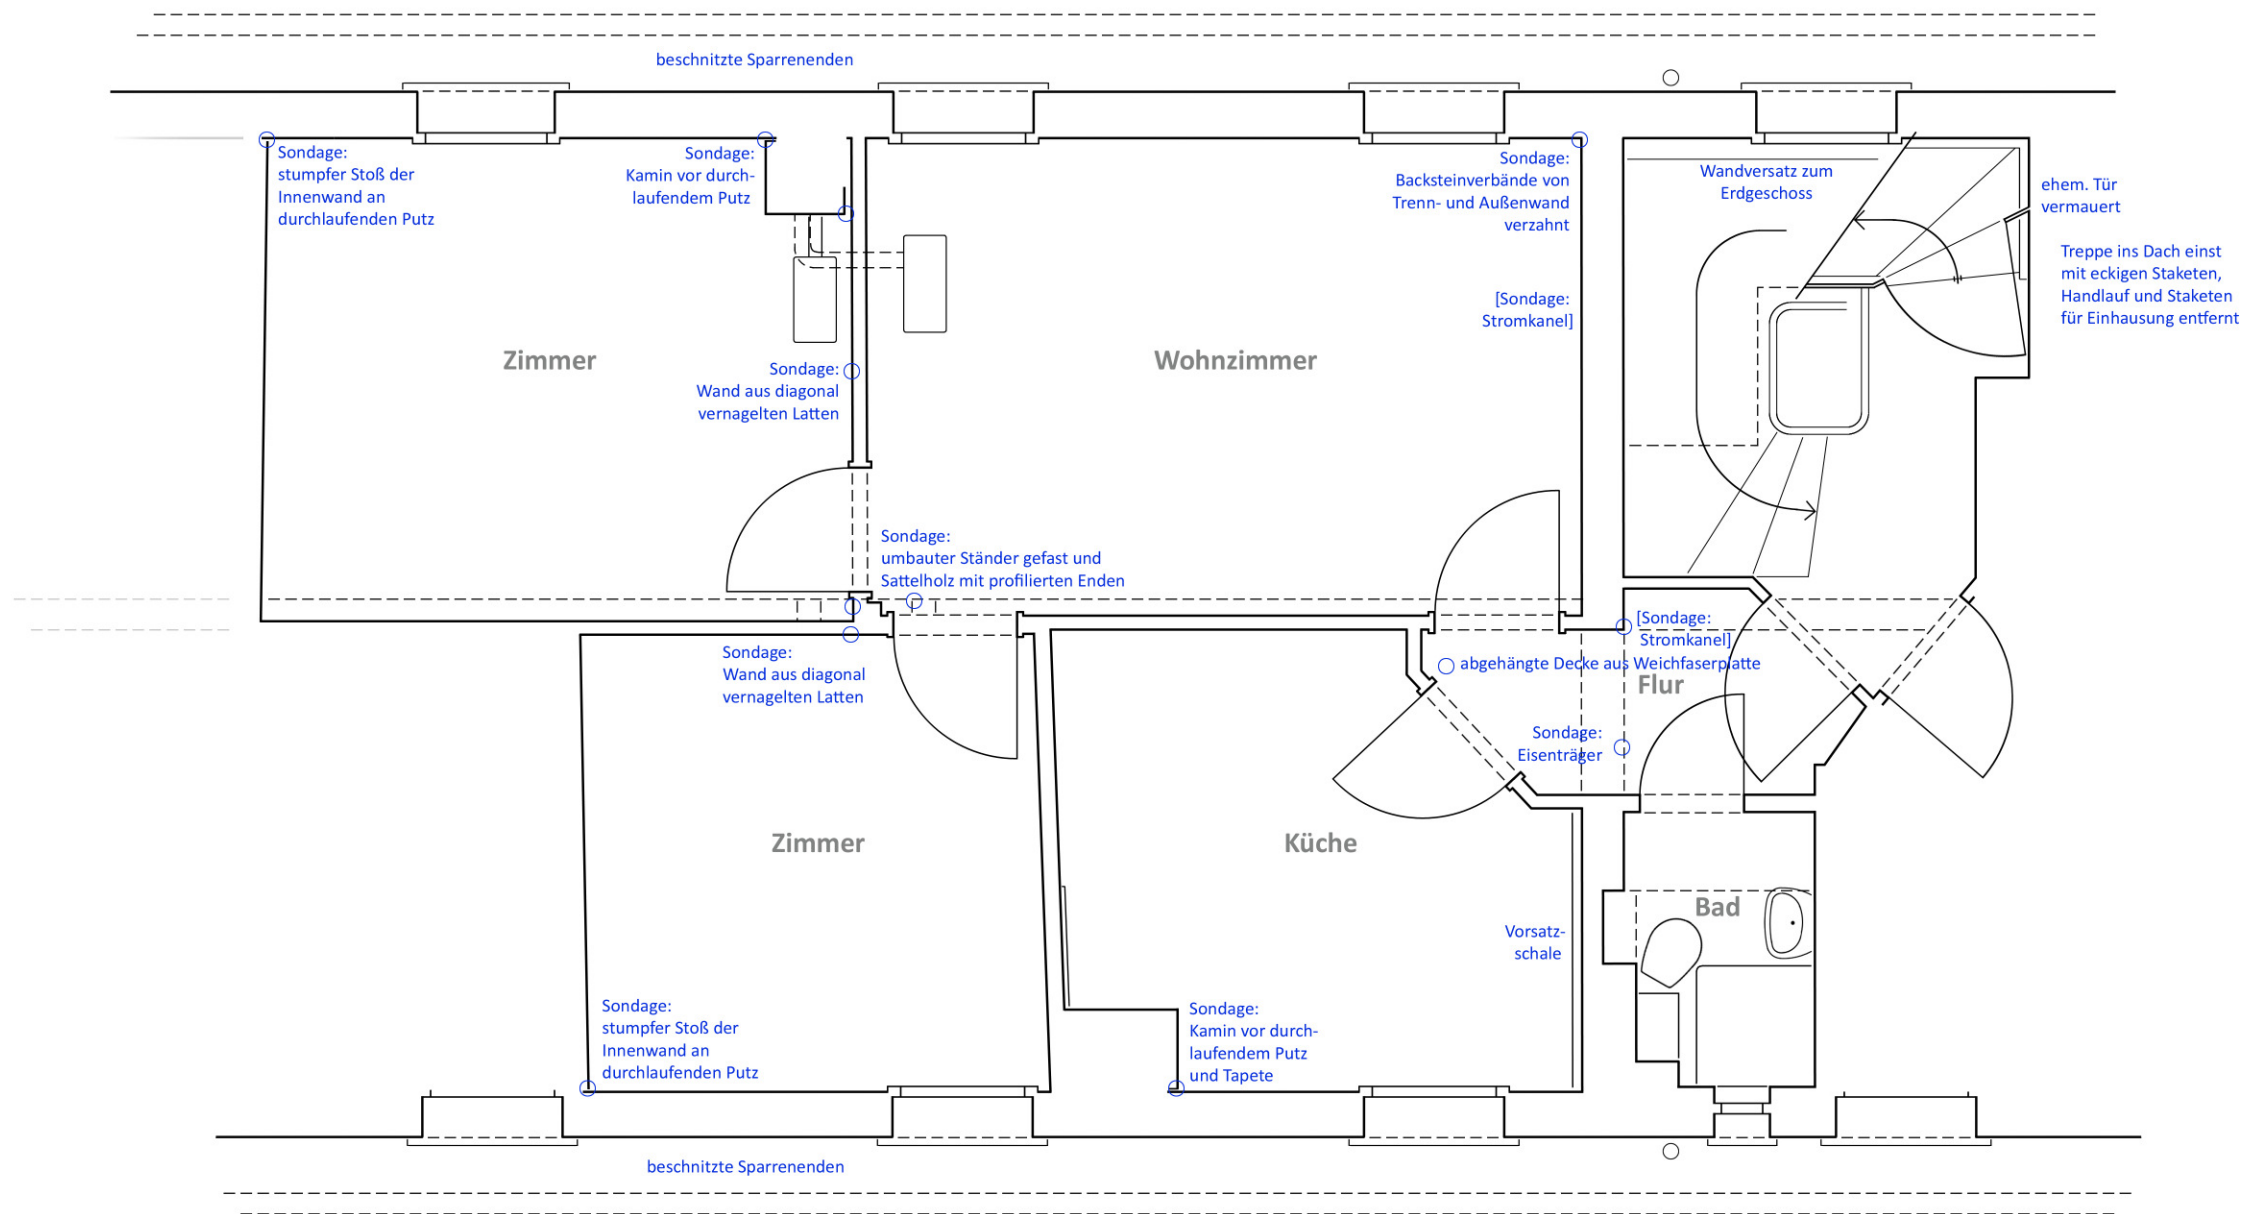 beschnitzte Sparrenenden
Sondage:
stumpfer Stoß der
Innenwand an
durchlaufenden Putz
Sondage:
Kamin vor durch-
laufendem Putz
Sondage:
Backsteinverbände von
Trenn- und Außenwand
verzahnt
Wandversatz zum
Erdgeschoss
ehem. Tür
vermauert
Treppe ins Dach einst
mit eckigen Staketen,
Handlauf und Staketen
für Einhausung entfernt
[Sondage:
Stromkanel]
Zimmer
Wohnzimmer
Sondage:
Wand aus diagonal
vernagelten Latten
Sondage:
umbauter Ständer gefast und
Sattelholz mit profilierten Enden
[Sondage:
Stromkanel]
abgehängte Decke aus Weichfaserplatte
Flur
Sondage:
Wand aus diagonal
vernagelten Latten
Sondage:
Eisenträger
Zimmer
Küche
Bad
Vorsatz-
schale
Sondage:
stumpfer Stoß der
Innenwand an
durchlaufenden Putz
Sondage:
Kamin vor durch-
laufendem Putz
und Tapete
beschnitzte Sparrenenden